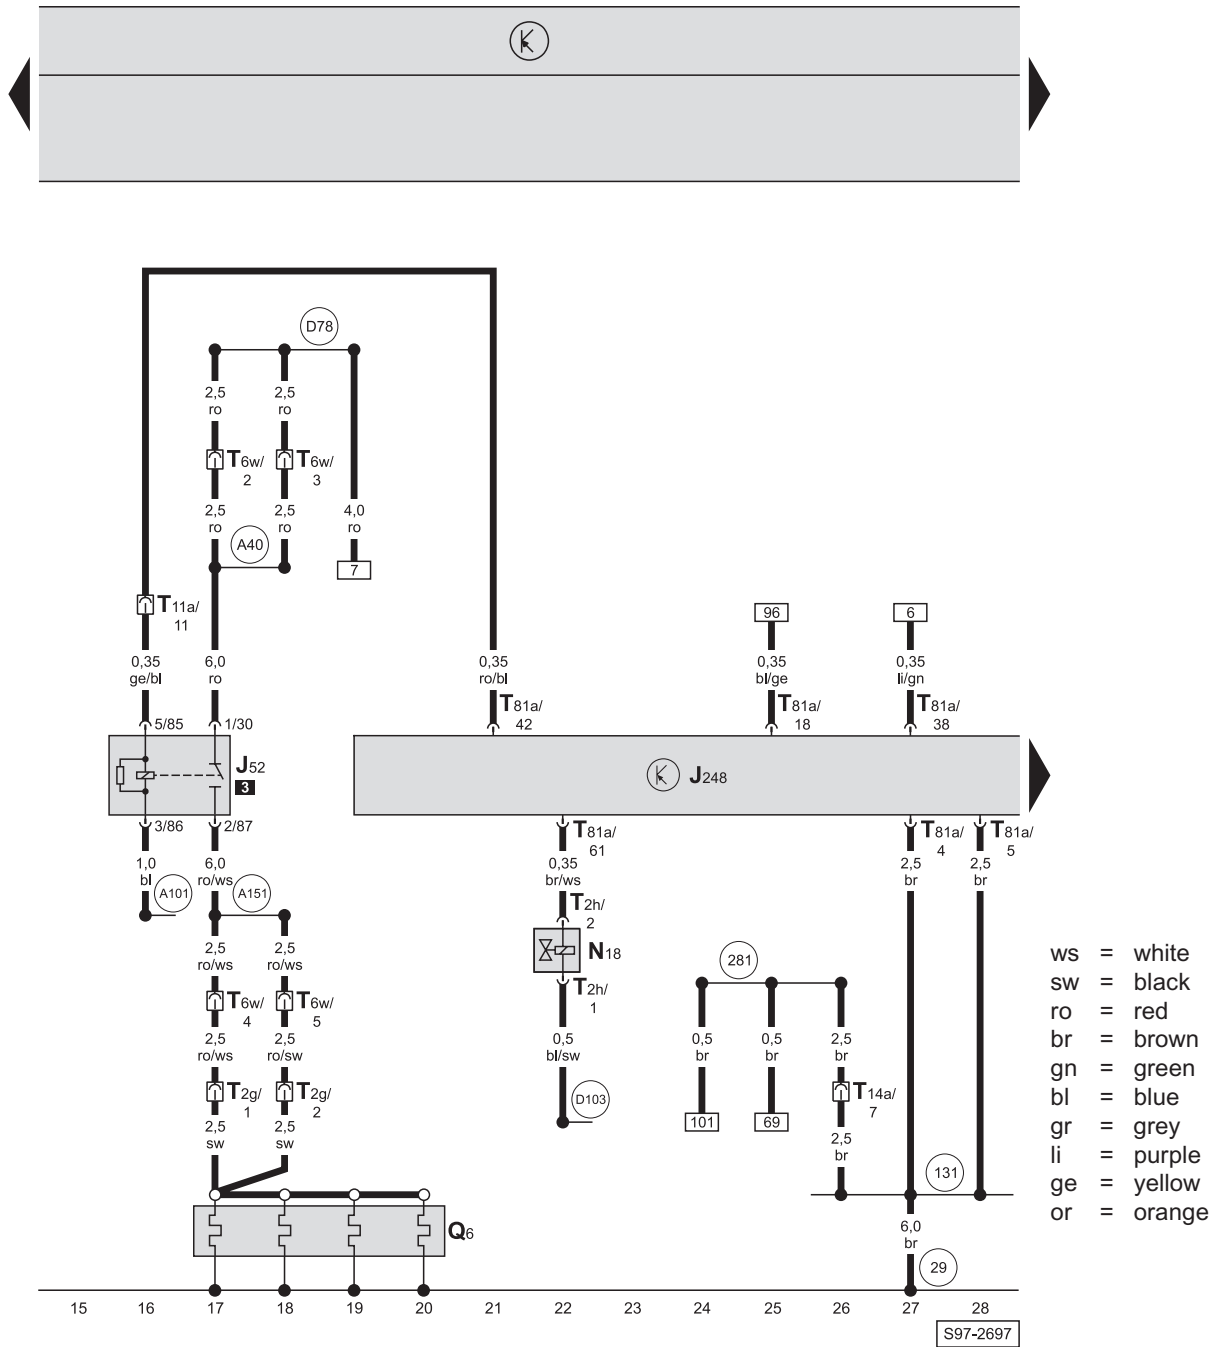 D78
2,5 2,5
ro ro
T6w/ T6w/
2 3
2,5 2,5 4,0
ro ro ro
A40
7
T11a/
11
96 6
0,35 6,0 0,35 0,35 0,35
ge/bl ro ro/bl bl/ge li/gn
T81a/ T81a/ T81a/
42 18 38
5/85 1/30
J52
3
J248
3/86 2/87
T81a/ T81a/ T81a/
61 4 5
1,0 6,0 0,35 2,5 2,5
bl ro/ws br/ws br br
A101 A151
T2h/
2
2,5 2,5
ro/ws ro/ws
N18
281
T6w/ T6w/
4 5
T2h/
1
2,5 2,5 0,5 0,5 0,5 2,5
ro/ws ro/sw bl/sw br br br
T2g/ T2g/
1 2
D103
T14a/
7
101 69
2,5 2,5
sw sw
2,5
br
131
Q6
6,0
br
29
15 16 17 18 19 20 21 22 23 24 25 26 27 28
S97-2697
ws = white
sw = black
ro = red
br = brown
gn = green
bl = blue
gr = grey
li = purple
ge = yellow
or = orange